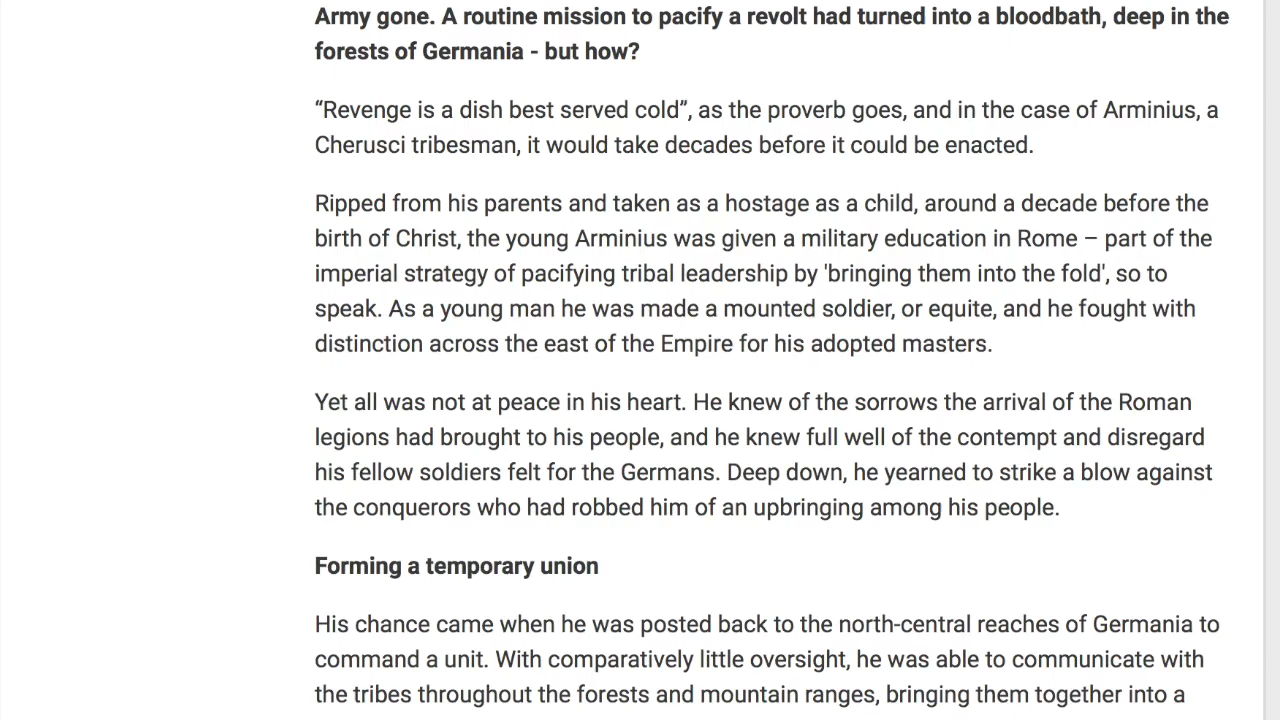 Army gone. A routine mission to pacify a revolt had turned into a bloodbath, deep in the
forests of Germania - but how?
“Revenge is a dish best served cold”, as the proverb goes, and in the case of Arminius, a
Cherusci tribesman, it would take decades before it could be enacted.
Ripped from his parents and taken as a hostage as a child, around a decade before the
birth of Christ, the young Arminius was given a military education in Rome – part of the
imperial strategy of pacifying tribal leadership by 'bringing them into the fold', so to
speak. As a young man he was made a mounted soldier, or equite, and he fought with
distinction across the east of the Empire for his adopted masters.
Yet all was not at peace in his heart. He knew of the sorrows the arrival of the Roman
legions had brought to his people, and he knew full well of the contempt and disregard
his fellow soldiers felt for the Germans. Deep down, he yearned to strike a blow against
the conquerors who had robbed him of an upbringing among his people.
Forming a temporary union
His chance came when he was posted back to the north-central reaches of Germania to
command a unit. With comparatively little oversight, he was able to communicate with
the tribes throughout the forests and mountain ranges, bringing them together into a